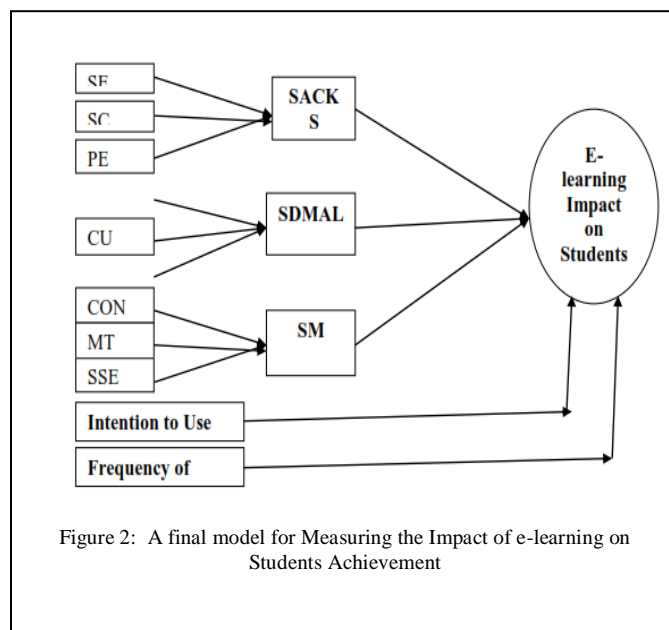 SE
SC
PE
CU
CON
MT
SSE
Intention to Use
Frequency of
SACK
S
SDMAL
SM
E-
learning
Impact
on
Students
Figure 2: A final model for Measuring the Impact of e-learning on
Students Achievement